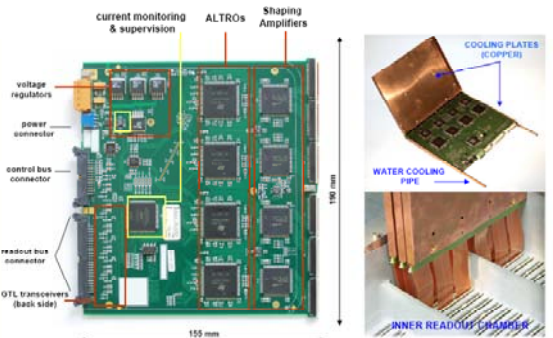 current monitoring
& supervision
ALTROs
Shaping
Amplifiers
voltage
regulators
power
connector
control bus
connector
readout bus
connector
GTL transceivers
(back side)
190 mm
155 mm
COOLING PLATES
(COPPER)
WATER COOLING
PIPE
INNER READOUT CHAMBER